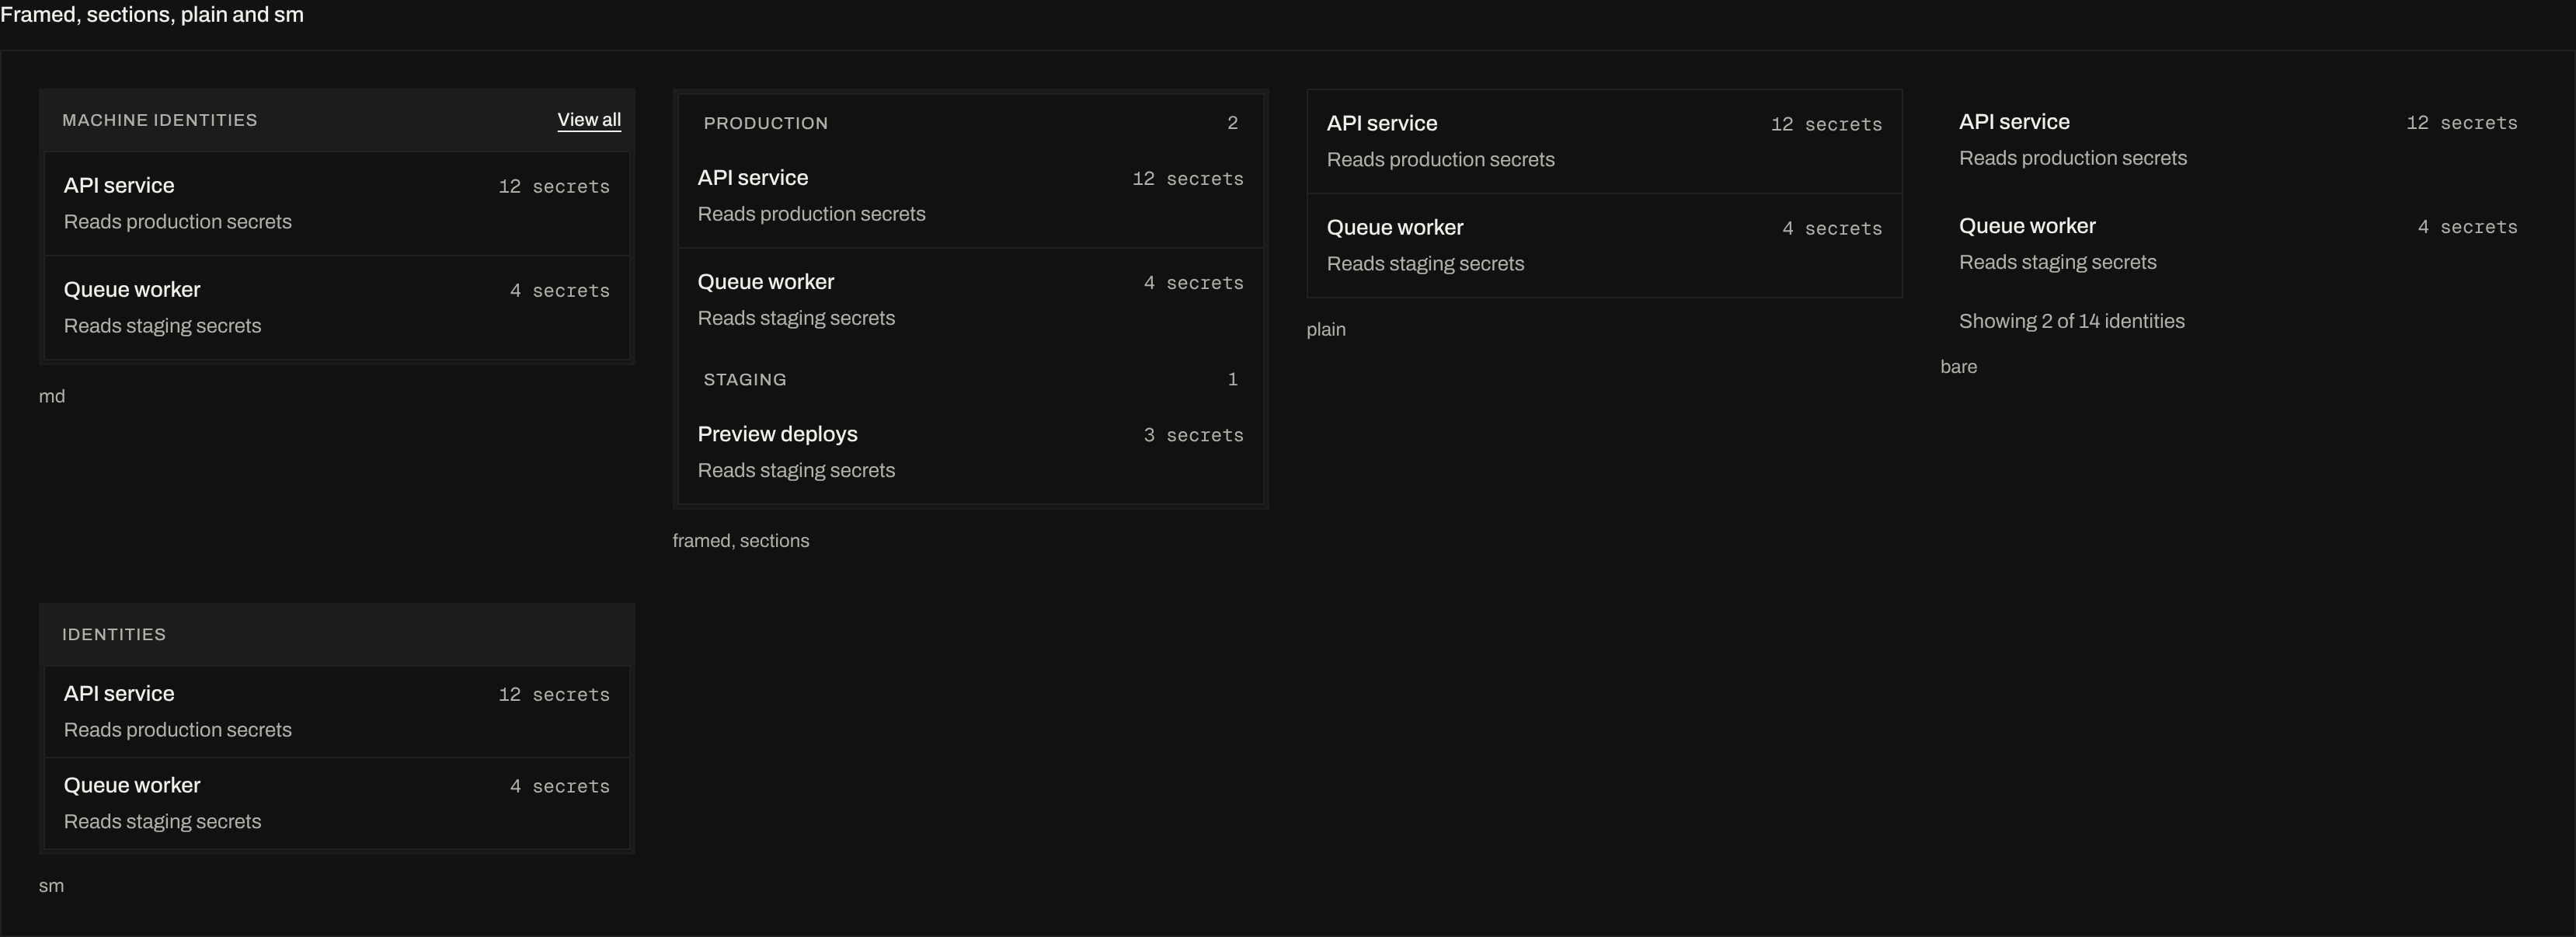 Framed, sections, plain and sm
MACHINE IDENTITIES View all
API service 12 secrets
Reads production secrets
Queue worker 4 secrets
Reads staging secrets
md
PRODUCTION 2
API service 12 secrets
Reads production secrets
Queue worker 4 secrets
Reads staging secrets
STAGING 1
Preview deploys 3 secrets
Reads staging secrets
framed, sections
API service 12 secrets
Reads production secrets
Queue worker 4 secrets
Reads staging secrets
plain
API service 12 secrets
Reads production secrets
Queue worker 4 secrets
Reads staging secrets
Showing 2 of 14 identities
bare
IDENTITIES
API service 12 secrets
Reads production secrets
Queue worker 4 secrets
Reads staging secrets
sm